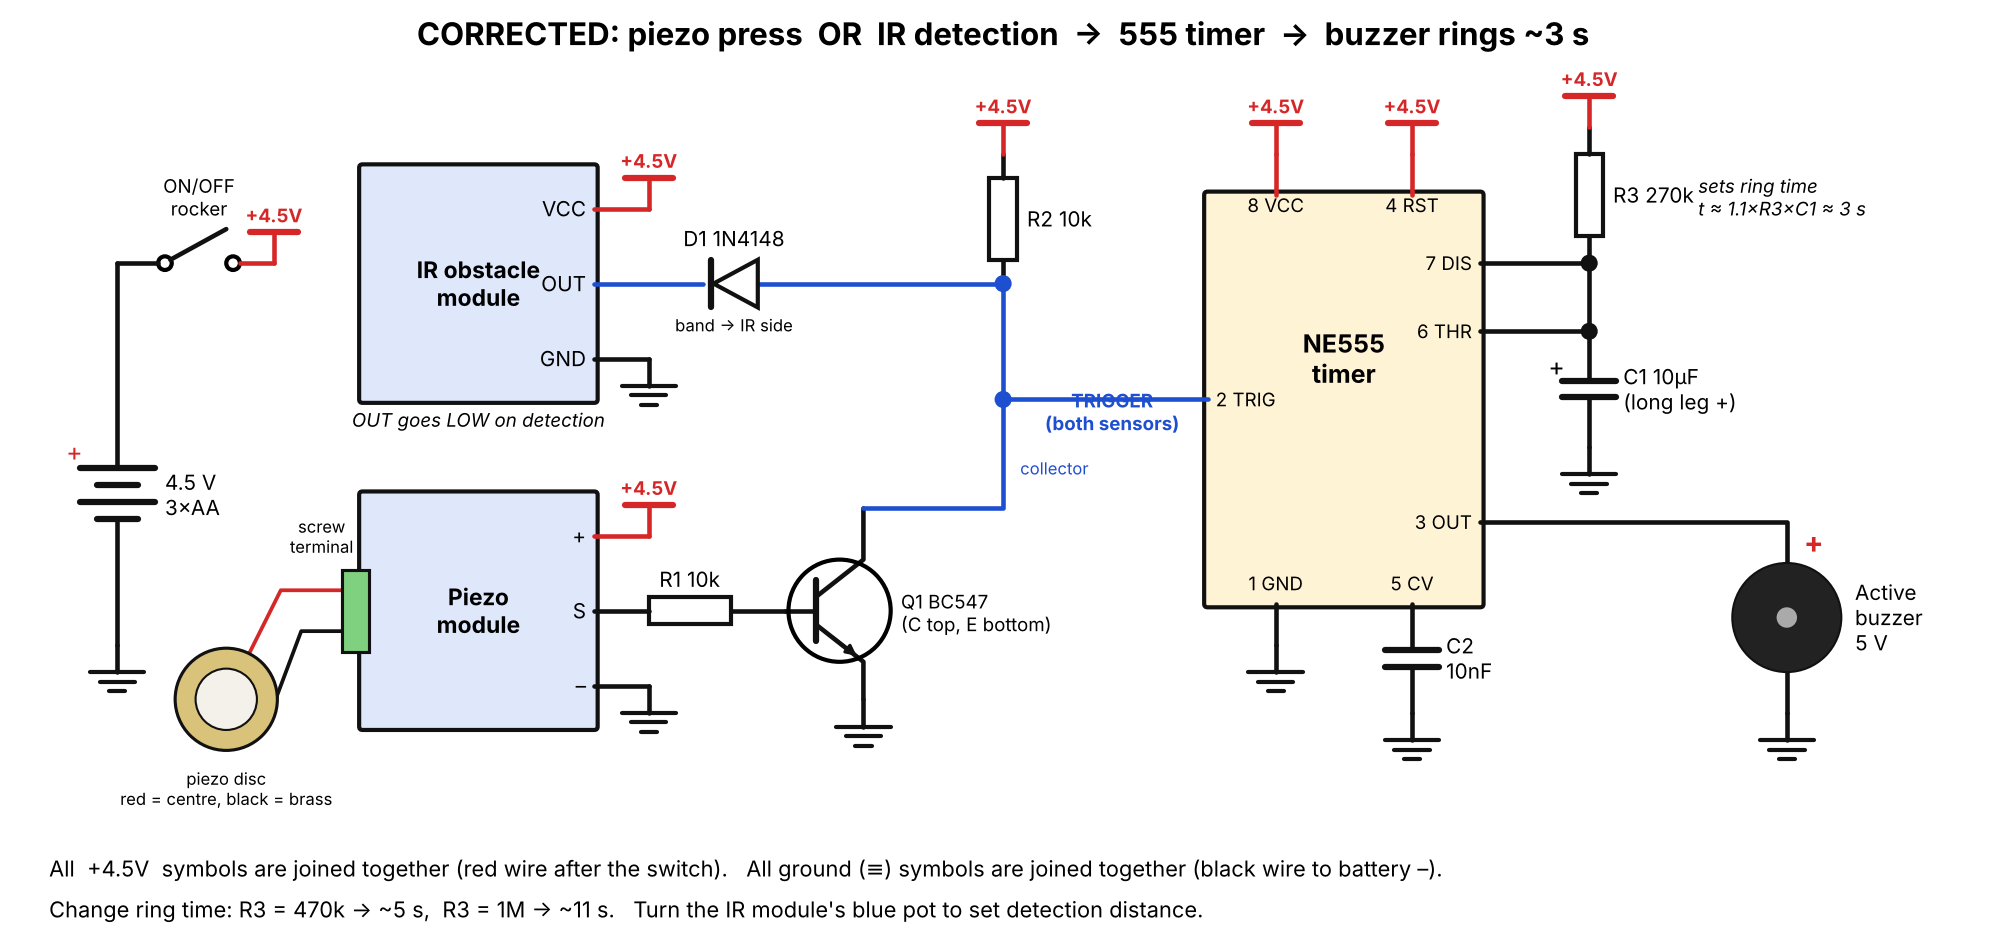 CORRECTED: piezo press OR IR detection → 555 timer → buzzer rings ~3 s
ON/OFF
rocker
+4.5V
+
4.5 V
3×AA
IR obstacle
module
VCC
OUT
GND
+4.5V
OUT goes LOW on detection
D1 1N4148
band → IR side
+4.5V
R2 10k
TRIGGER
(both sensors)
collector
screw
terminal
Piezo
module
+
S
–
+4.5V
R1 10k
Q1 BC547
(C top, E bottom)
piezo disc
red = centre, black = brass
+4.5V
+4.5V
8 VCC
4 RST
7 DIS
6 THR
NE555
timer
2 TRIG
3 OUT
1 GND
5 CV
C2
10nF
+4.5V
R3 270k
sets ring time
t ≈ 1.1×R3×C1 ≈ 3 s
+
C1 10µF
(long leg +)
+
Active
buzzer
5 V
All +4.5V symbols are joined together (red wire after the switch). All ground (≡) symbols are joined together (black wire to battery –).
Change ring time: R3 = 470k → ~5 s, R3 = 1M → ~11 s. Turn the IR module's blue pot to set detection distance.